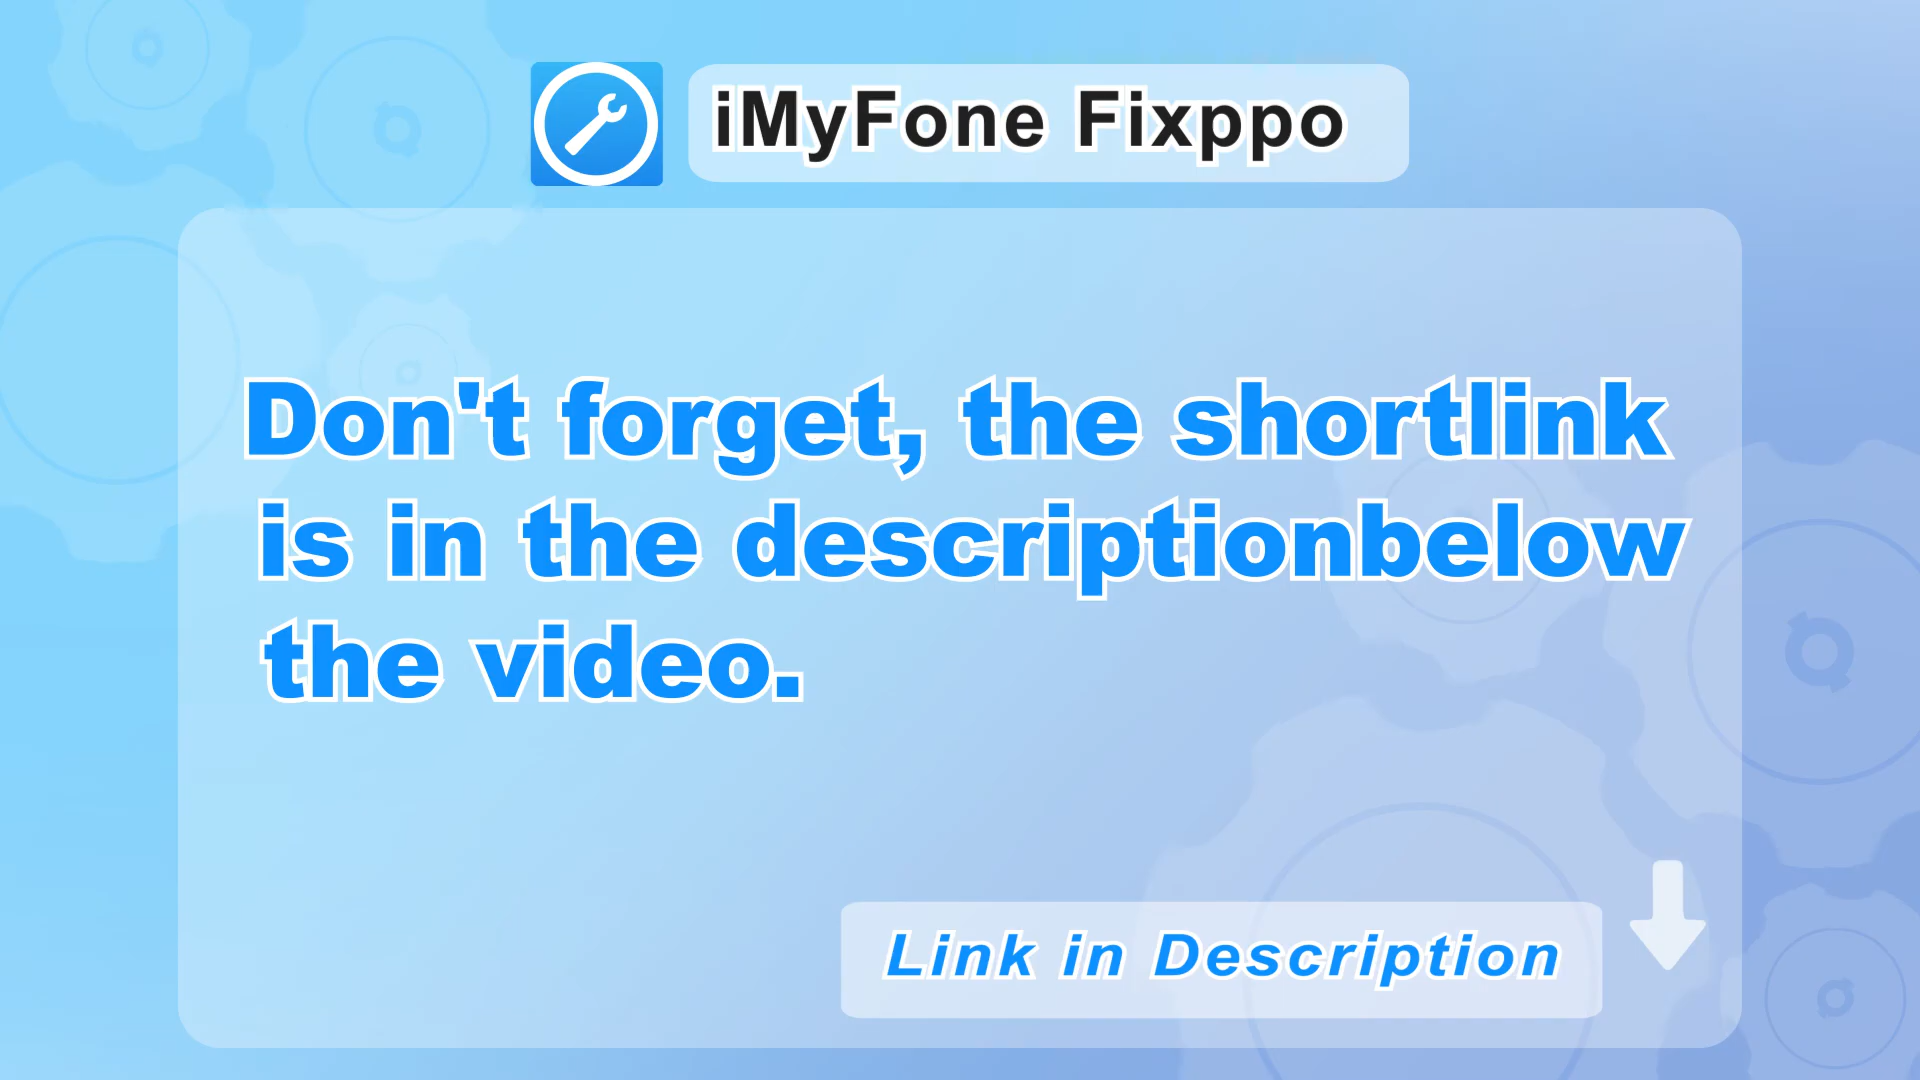 iMyFone Fixppo
Don't forget, the shortlink
is in the descriptionbelow
the video.
Link in Description